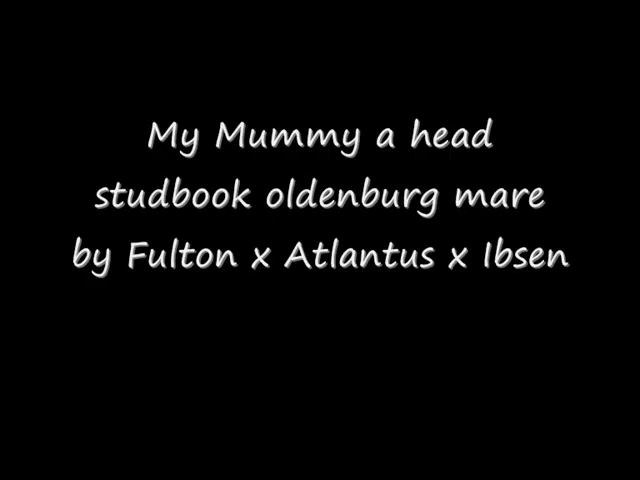 My Mummy a head
studbook oldenburg mare
by Fulton x Atlantus x Ibsen